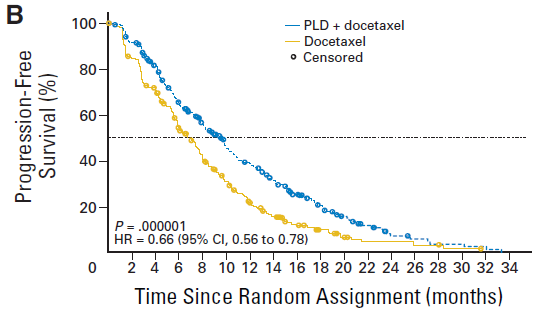 B
PLD + docetaxel
Docetaxel
Censored
Progression-Free
Survival (%)
100
80
60
40
20
P = .000001
HR = 0.66 (95% CI, 0.56 to 0.78)
0 2 4 6 8 10 12 14 16 18 20 22 24 26 28 30 32 34
Time Since Random Assignment (months)